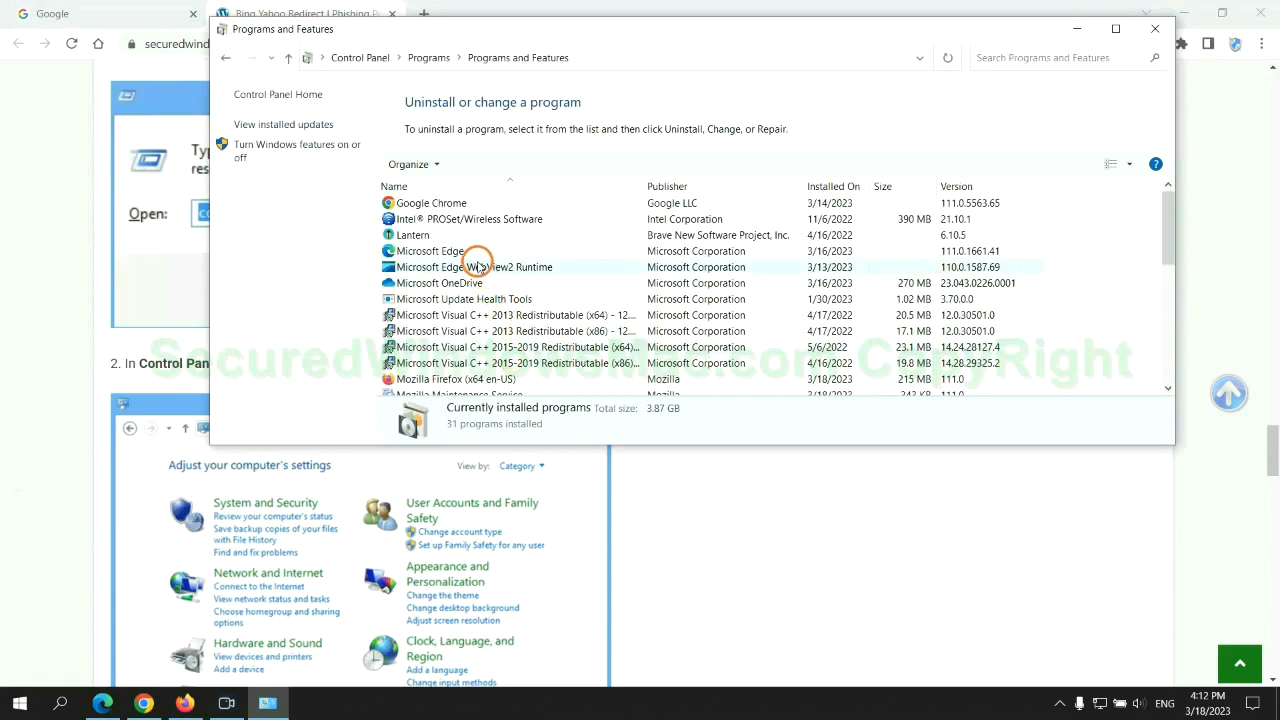 Google
Bing Yahoo Redirect | Phishing P
securedwind
Programs and Features
Control Panel > Programs > Programs and Features
Search Programs and Features
Control Panel Home
View installed updates
Turn Windows features on or
off
Uninstall or change a program
To uninstall a program, select it from the list and then click Uninstall, Change, or Repair.
Organize
Name Publisher Installed On Size Version
Google Chrome Google LLC 3/14/2023 111.0.5563.65
Intel® PROSet/Wireless Software Intel Corporation 11/6/2022 390 MB 21.10.1
Lantern Brave New Software Project, Inc. 4/16/2022 6.10.5
Microsoft Edge Microsoft Corporation 3/16/2023 111.0.1661.41
Microsoft Edge WebView2 Runtime Microsoft Corporation 3/13/2023 110.0.1587.69
Microsoft OneDrive Microsoft Corporation 3/16/2023 270 MB 23.043.0226.0001
Microsoft Update Health Tools Microsoft Corporation 1/30/2023 1.02 MB 3.70.0.0
Microsoft Visual C++ 2013 Redistributable (x64) - 12.... Microsoft Corporation 4/17/2022 20.5 MB 12.0.30501.0
Microsoft Visual C++ 2013 Redistributable (x86) - 12.... Microsoft Corporation 4/17/2022 17.1 MB 12.0.30501.0
Microsoft Visual C++ 2015-2019 Redistributable (x64)... Microsoft Corporation 5/6/2022 23.1 MB 14.24.28127.4
Microsoft Visual C++ 2015-2019 Redistributable (x86)... Microsoft Corporation 4/16/2022 19.8 MB 14.28.29325.2
Mozilla Firefox (x64 en-US) Mozilla 3/18/2023 215 MB 111.0
Mozilla Maintenance Service Mozilla 3/18/2023 343 KB 111.0
Currently installed programs Total size: 3.87 GB
31 programs installed
Typ
res
Open:
co
2. In Control Pan
Adjust your computer's settings
View by: Category
System and Security
Review your computer's status
Save backup copies of your files
with File History
Find and fix problems
Network and Internet
Connect to the Internet
View network status and tasks
Choose homegroup and sharing
options
Hardware and Sound
View devices and printers
Add a device
User Accounts and Family
Safety
Change account type
Set up Family Safety for any user
Appearance and
Personalization
Change the theme
Change desktop background
Adjust screen resolution
Clock, Language, and
Region
Add a language
Change input methods
ENG
4:12 PM
3/18/2023